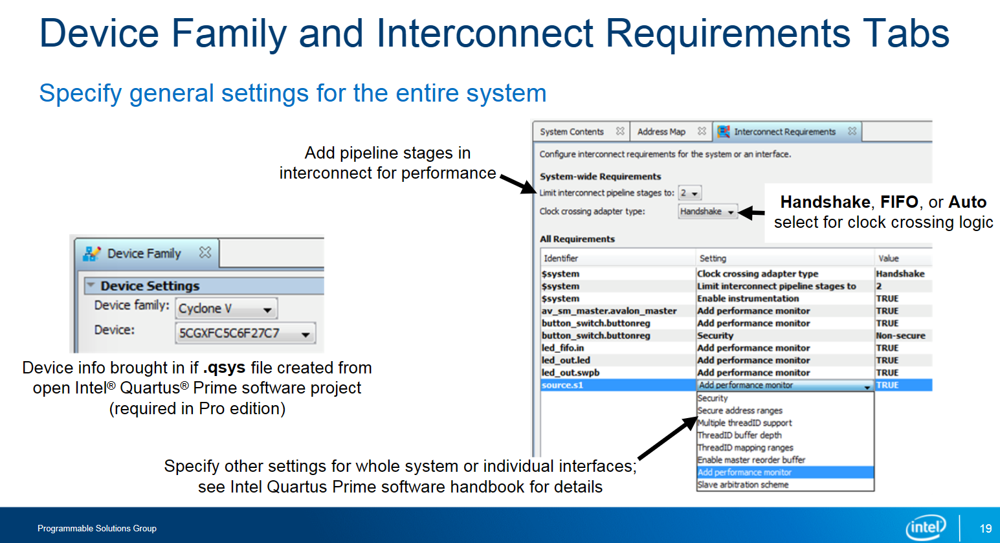 Device Family and Interconnect Requirements Tabs
Specify general settings for the entire system
Add pipeline stages in
interconnect for performance
System Contents
Address Map
Interconnect Requirements
Configure interconnect requirements for the system or an interface.
System-wide Requirements
Limit interconnect pipeline stages to: 2
Clock crossing adapter type: Handshake
Handshake, FIFO, or Auto
select for clock crossing logic
All Requirements
Identifier Setting Value
$system Clock crossing adapter type Handshake
$system Limit interconnect pipeline stages to 2
$system Enable instrumentation TRUE
av_sm_master.avalon_master Add performance monitor TRUE
button_switch.buttonreg Add performance monitor TRUE
button_switch.buttonreg Security Non-secure
led_fifo.in Add performance monitor TRUE
led_out.led Add performance monitor TRUE
led_out.swpb Add performance monitor TRUE
source.s1 Add performance monitor TRUE
Security
Secure address ranges
Multiple threadID support
ThreadID buffer depth
ThreadID mapping ranges
Enable master reorder buffer
Add performance monitor
Slave arbitration scheme
Device Family
Device Settings
Device family: Cyclone V
Device: 5CGXFC5C6F27C7
Device info brought in if .qsys file created from
open Intel® Quartus® Prime software project
(required in Pro edition)
Specify other settings for whole system or individual interfaces;
see Intel Quartus Prime software handbook for details
Programmable Solutions Group
intel
19